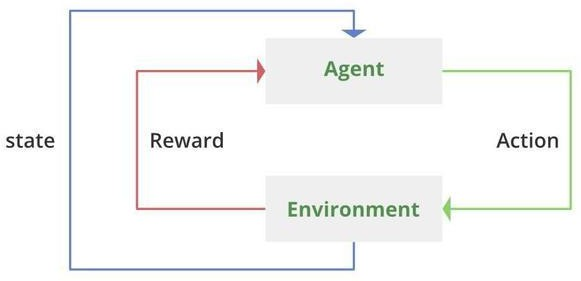 Agent
state
Reward
Action
Environment